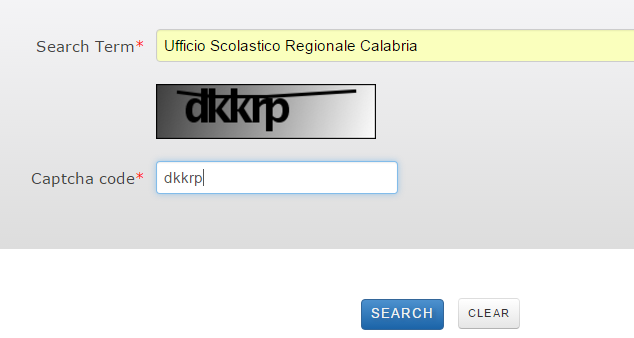 Search Term*
Ufficio Scolastico Regionale Calabria
dkkrp
Captcha code*
dkkrp
SEARCH
CLEAR